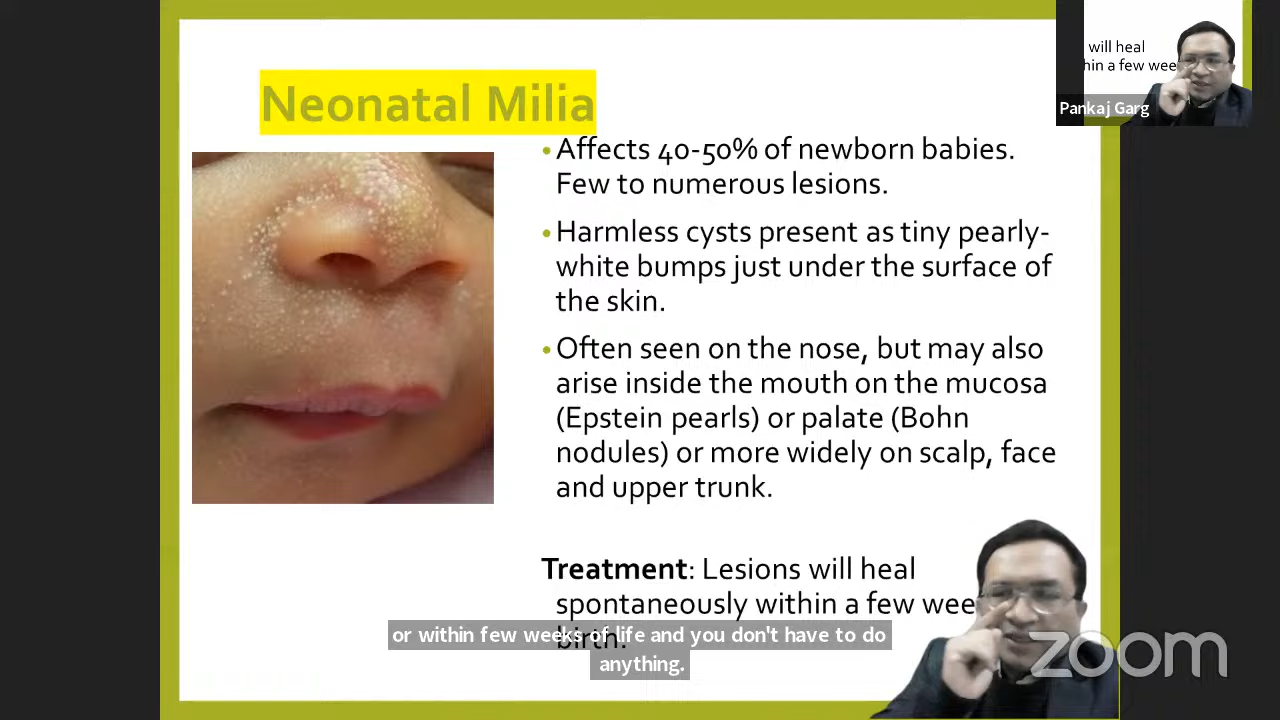 Neonatal Milia
• Affects 40-50% of newborn babies.
Few to numerous lesions.
• Harmless cysts present as tiny pearly-
white bumps just under the surface of
the skin.
• Often seen on the nose, but may also
arise inside the mouth on the mucosa
(Epstein pearls) or palate (Bohn
nodules) or more widely on scalp, face
and upper trunk.
Treatment: Lesions will heal
spontaneously within a few wee
birth.
or within few weeks of life and you don't have to do
anything.
will heal
hin a few wee
Pankaj Garg
zoom